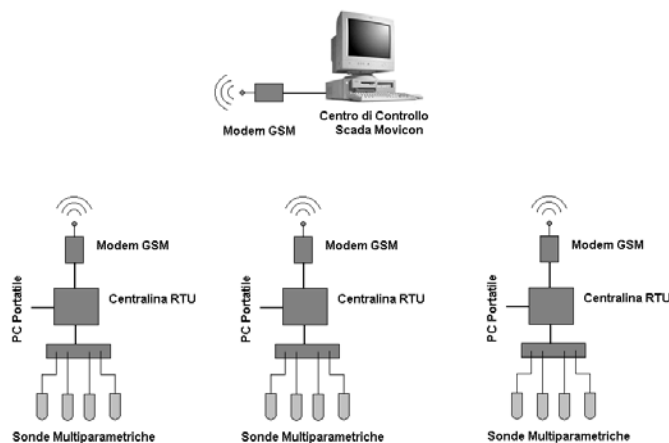 Modem GSM
Centro di Controllo
Scada Movicon
Modem GSM
Centralina RTU
PC Portatile
Sonde Multiparametriche
Modem GSM
Centralina RTU
PC Portatile
Sonde Multiparametriche
Modem GSM
Centralina RTU
PC Portatile
Sonde Multiparametriche